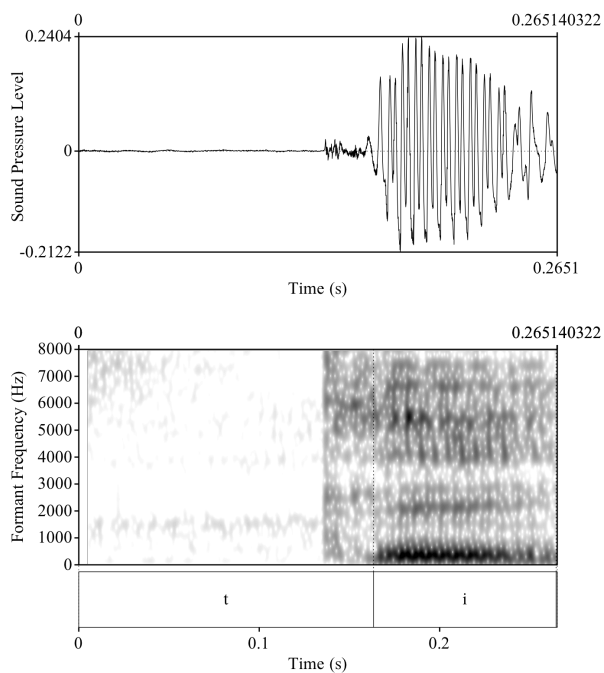 0 0.265140322
0.2404
Sound Pressure Level
0
-0.2122
0 0.2651
Time (s)
0 0.265140322
8000
7000
6000
5000
Formant Frequency (Hz)
4000
3000
2000
1000
0
t i
0 0.1 0.2
Time (s)